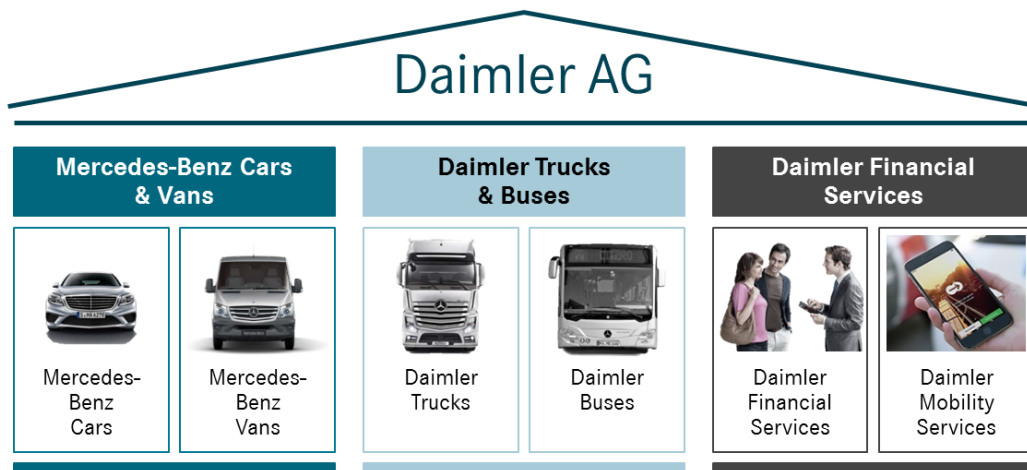 Daimler AG
Mercedes-Benz Cars
& Vans
Daimler Trucks
& Buses
Daimler Financial
Services
Mercedes-
Benz
Cars
Mercedes-
Benz
Vans
Daimler
Trucks
Daimler
Buses
Daimler
Financial
Services
Daimler
Mobility
Services